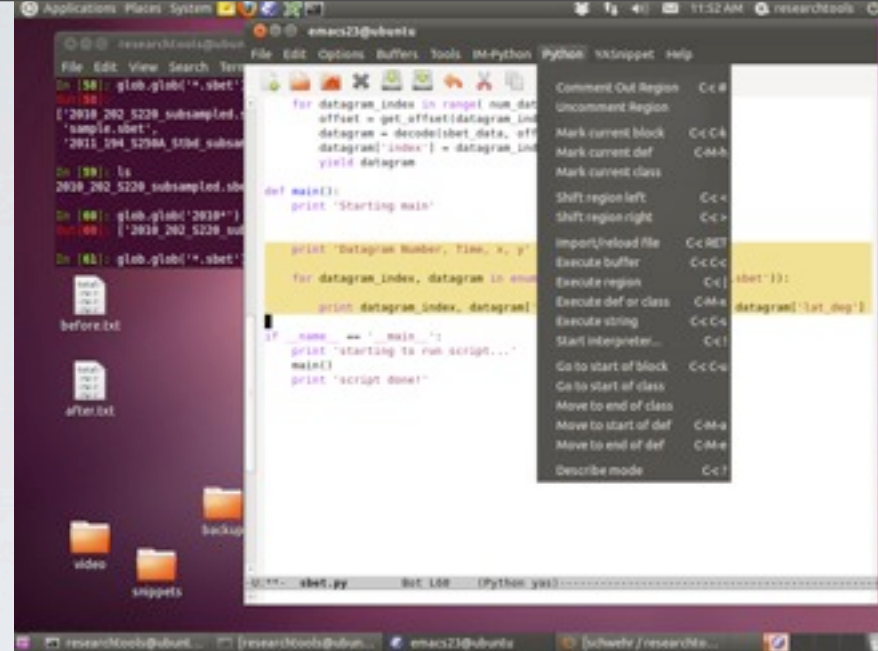 Applications Places System 11:52 AM researchtools
emacs23@ubuntu
File Edit Options Buffers Tools IM-Python Python YASnippet Help
researchtools@ubun
File Edit View Search Ter
In [58]: glob.glob('*.sbet'
Out[58]:
['2010_202_5220_subsampled.
'sample.sbet',
'2011_194_5250A_Stbd_subsa
In [59]: ls
2010_202_5220_subsampled.sbe
In [60]: glob.glob('2010*')
['2010_202_5220_su
In [61]: glob.glob('*.sbet'
before.txt
after.txt
backup
video
snippets
for datagram_index in range( num_dat
offset = get_offset(datagram_ind
datagram = decode(sbet_data, off
datagram['index'] = datagram_ind
yield datagram
def main():
print 'Starting main'
print 'Datagram Number, Time, x, y'
for datagram_index, datagram in enum .sbet')):
print datagram_index, datagram[' datagram['lat_deg']
if __name__ == '__main__':
print 'starting to run script...'
main()
print 'script done!'
Comment Out Region C-c #
Uncomment Region
Mark current block C-c C-k
Mark current def C-M-h
Mark current class
Shift region left C-c <
Shift region right C-c >
Import/reload file C-c RET
Execute buffer C-c C-c
Execute region C-c |
Execute def or class C-M-x
Execute string C-c C-s
Start interpreter... C-c !
Go to start of block C-c C-u
Go to start of class
Move to end of class
Move to start of def C-M-a
Move to end of def C-M-e
Describe mode C-c ?
-U:**- sbet.py Bot L60 (Python yas)
researchtools@ubunt... [researchtools@ubun... emacs23@ubuntu [schwehr / researchto...